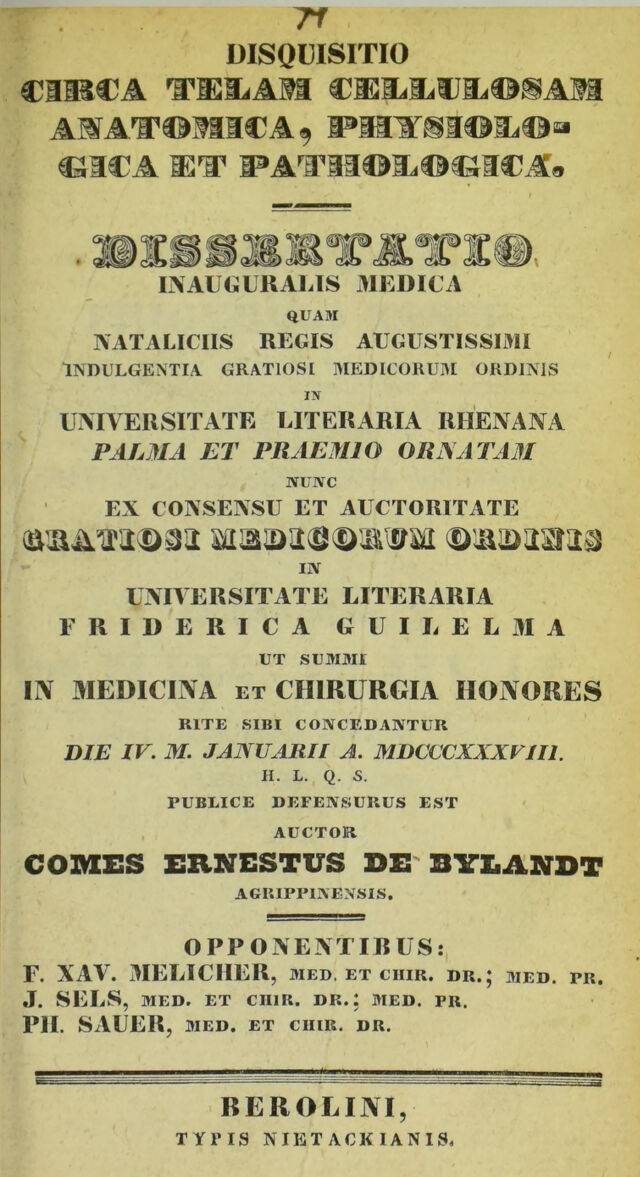 DISQUISITIO
CIRCA TELAM CELLULOSAM
ANATOMICA, PHYSIOLO-
GICA ET PATHOLOGICA.
DISSERTATIO
INAUGURALIS MEDICA
QUAM
NATALICIIS REGIS AUGUSTISSIMI
INDULGENTIA GRATIOSI MEDICORUM ORDINIS
IN
UNIVERSITATE LITERARIA RHENANA
PALMA ET PRAEMIO ORNATAM
NUNC
EX CONSENSU ET AUCTORITATE
GRATIOSI MEDICORUM ORDINIS
IN
UNIVERSITATE LITERARIA
FRIDERICA GUILELMA
UT SUMMI
IN MEDICINA ET CHIRURGIA HONORES
RITE SIBI CONCEDANTUR
DIE IV. M. JANUARII A. MDCCCXXXVIII.
H. L. Q. S.
PUBLICE DEFENSURUS EST
AUCTOR
COMES ERNESTUS DE BYLANDT
AGRIPPINENSIS.
OPPONENTIBUS:
F. XAV. MELICHER, MED. ET CHIR. DR.; MED. PR.
J. SELS, MED. ET CHIR. DR.; MED. PR.
PH. SAUER, MED. ET CHIR. DR.
BEROLINI,
TYPIS NIETACKIANIS.